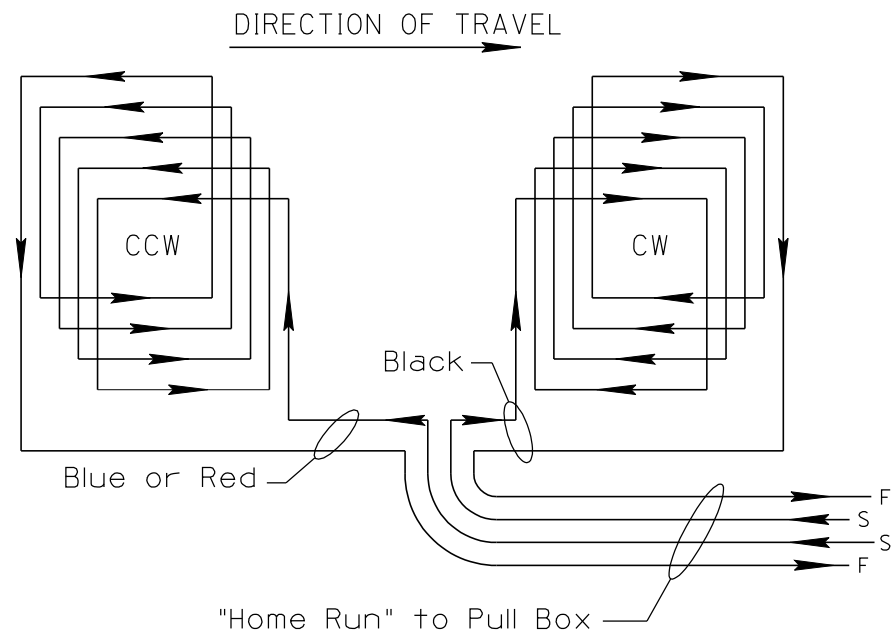 DIRECTION OF TRAVEL
CCW
CW
Black
Blue or Red
F
S
S
F
"Home Run" to Pull Box